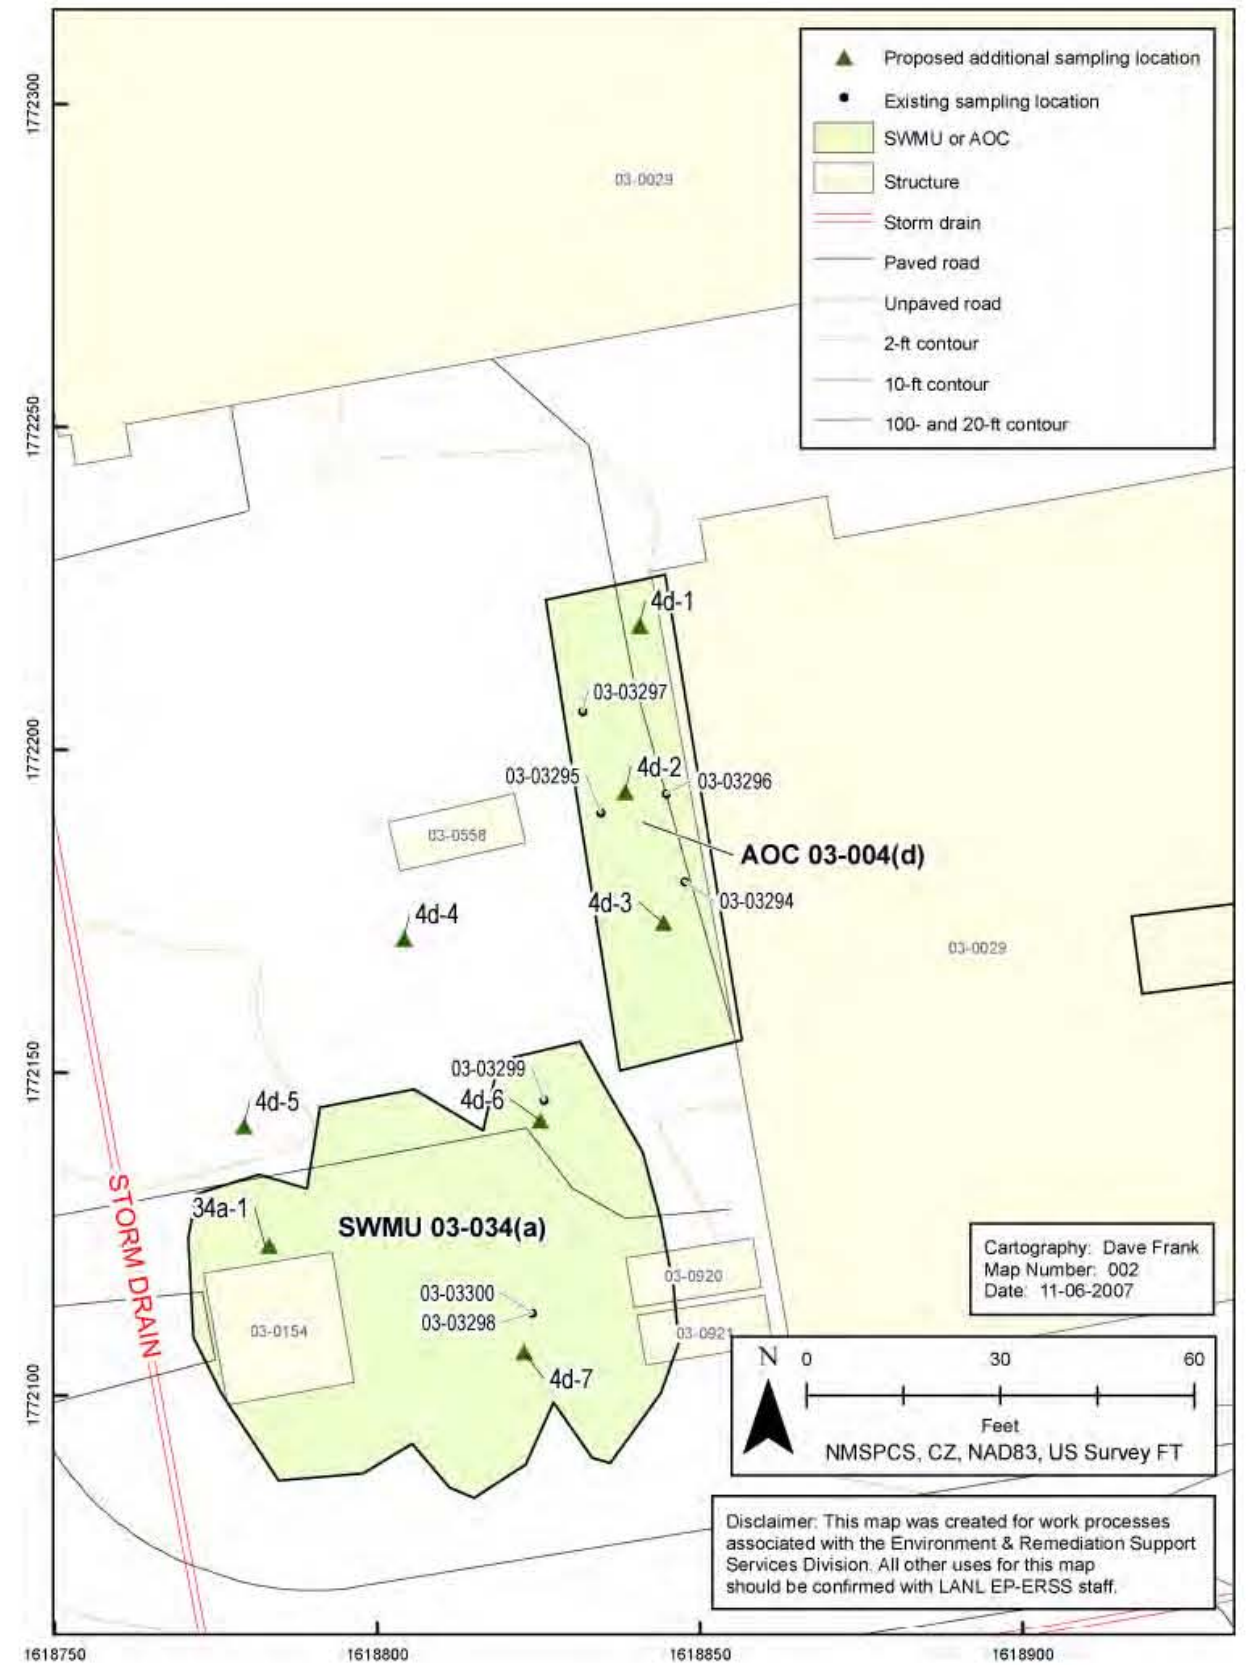 Proposed additional sampling location
Existing sampling location
SWMU or AOC
Structure
Storm drain
Paved road
Unpaved road
2-ft contour
10-ft contour
100- and 20-ft contour
1772300
1772250
1772200
1772150
1772100
03-0029
4d-1
03-03297
4d-2
03-03295
03-03296
03-0558
AOC 03-004(d)
4d-3
03-03294
4d-4
03-0029
03-03299
4d-6
4d-5
34a-1
SWMU 03-034(a)
STORM DRAIN
03-0920
03-03300
03-03298
03-0154
03-0921
4d-7
Cartography: Dave Frank
Map Number: 002
Date: 11-06-2007
N
0 30 60
Feet
NMSPCS, CZ, NAD83, US Survey FT
Disclaimer: This map was created for work processes
associated with the Environment & Remediation Support
Services Division. All other uses for this map
should be confirmed with LANL EP-ERSS staff.
1618750 1618800 1618850 1618900